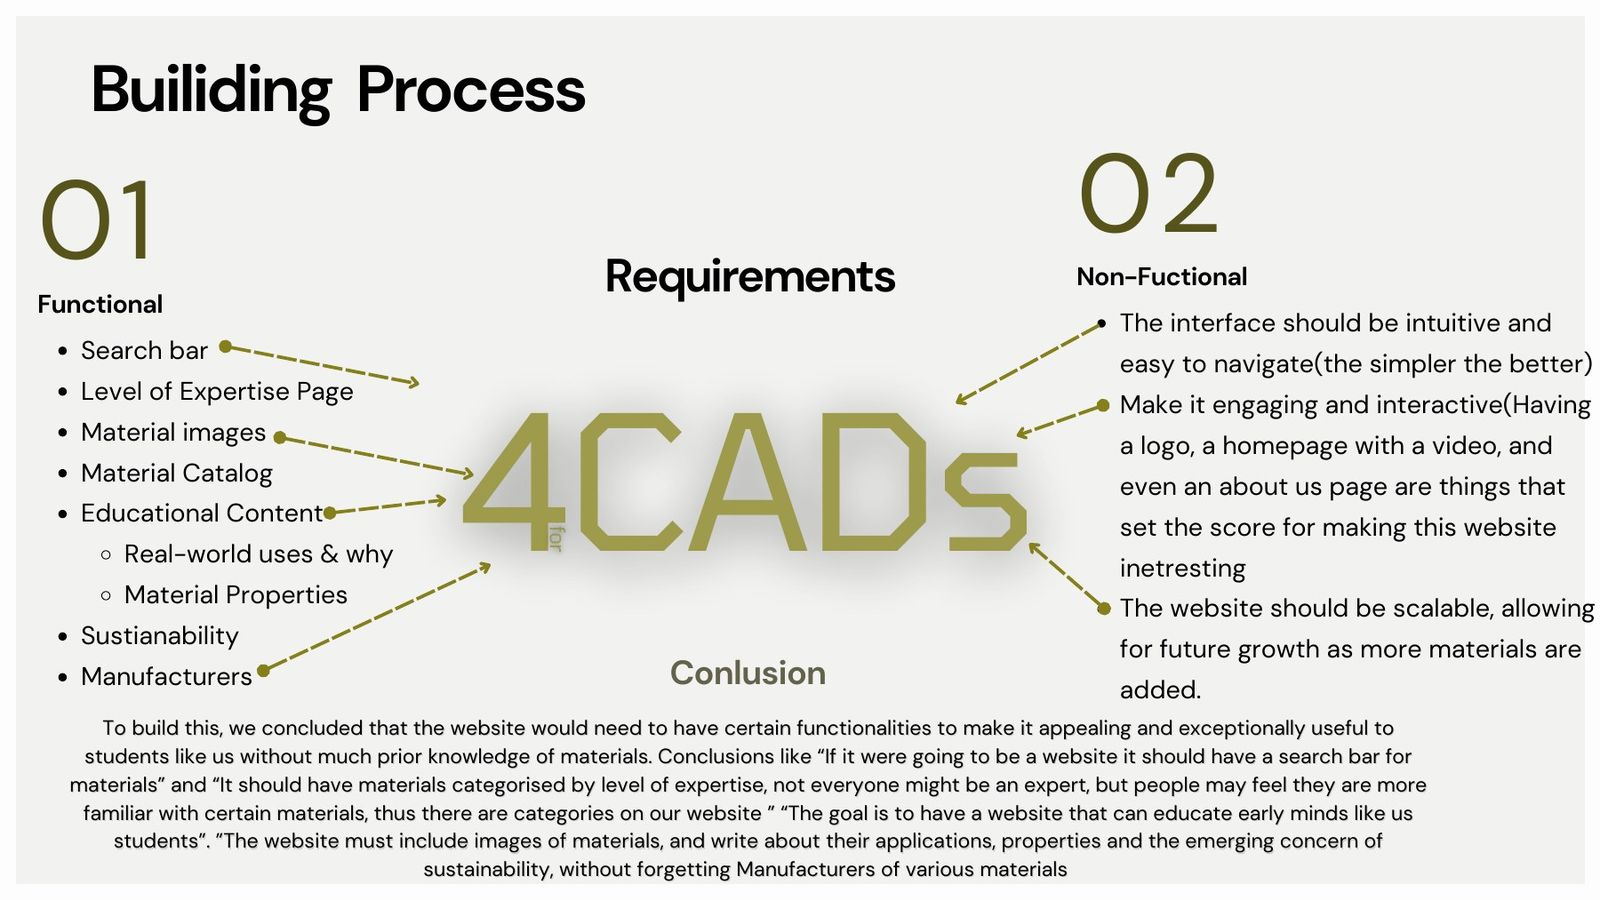 Builiding Process
01
Functional
• Search bar
• Level of Expertise Page
• Material images
• Material Catalog
• Educational Content
◦ Real-world uses & why
◦ Material Properties
• Sustianability
• Manufacturers
Requirements
4CADs
for
02
Non-Fuctional
• The interface should be intuitive and
easy to navigate(the simpler the better)
• Make it engaging and interactive(Having
a logo, a homepage with a video, and
even an about us page are things that
set the score for making this website
inetresting
• The website should be scalable, allowing
for future growth as more materials are
added.
Conlusion
To build this, we concluded that the website would need to have certain functionalities to make it appealing and exceptionally useful to
students like us without much prior knowledge of materials. Conclusions like “If it were going to be a website it should have a search bar for
materials” and “It should have materials categorised by level of expertise, not everyone might be an expert, but people may feel they are more
familiar with certain materials, thus there are categories on our website ” “The goal is to have a website that can educate early minds like us
students”. ”The website must include images of materials, and write about their applications, properties and the emerging concern of
sustainability, without forgetting Manufacturers of various materials